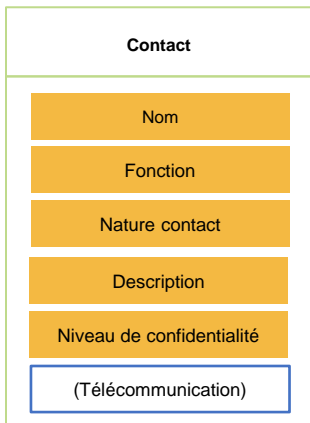 Contact
Nom
Fonction
Nature contact
Description
Niveau de confidentialité
(Télécommunication)